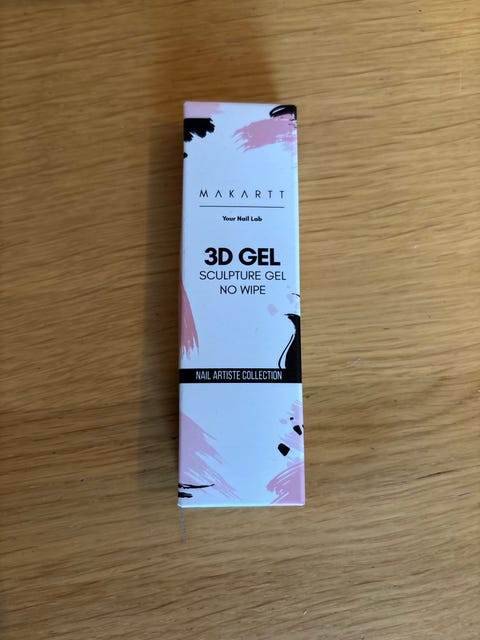 MAKARTT
Your Nail Lab
3D GEL
SCULPTURE GEL
NO WIPE
NAIL ARTISTE COLLECTION